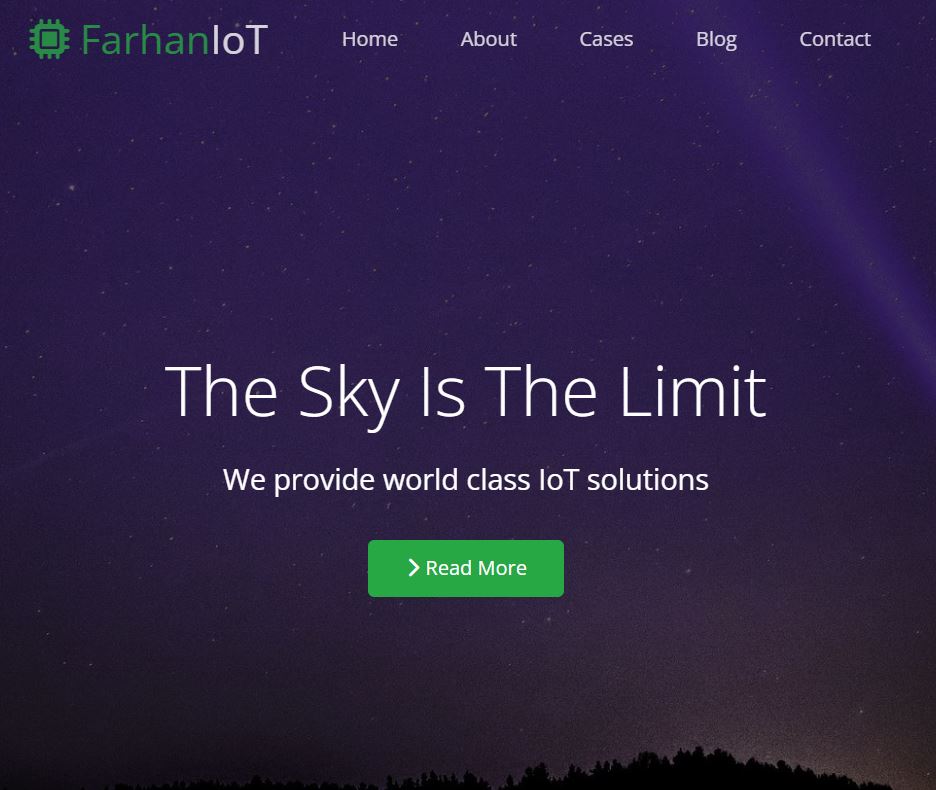 FarhanIoT Home About Cases Blog Contact
The Sky Is The Limit
We provide world class IoT solutions
Read More